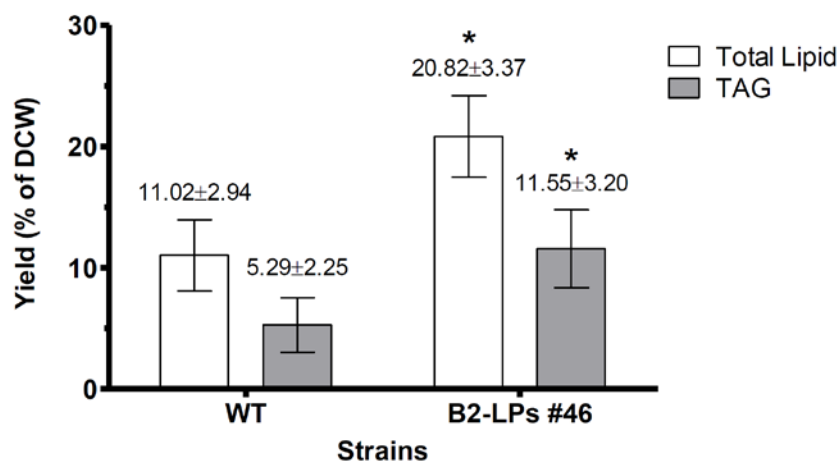 30
20
10
0
Yield (% of DCW)
11.02±2.94
5.29±2.25
*
20.82±3.37
*
11.55±3.20
Total Lipid
TAG
WT
B2-LPs #46
Strains